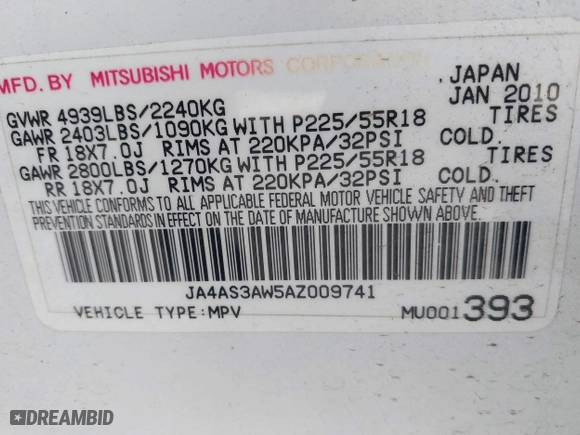 MFD. BY MITSUBISHI MOTORS CORPORATION, JAPAN
GVWR 4939LBS/2240KG JAN 2010
GAWR 2403LBS/1090KG WITH P225/55R18 TIRES
FR 18X7.0J RIMS AT 220KPA/32PSI COLD.
GAWR 2800LBS/1270KG WITH P225/55R18 TIRES
RR 18X7.0J RIMS AT 220KPA/32PSI COLD.
THIS VEHICLE CONFORMS TO ALL APPLICABLE FEDERAL MOTOR VEHICLE SAFETY AND THEFT
PREVENTION STANDARDS IN EFFECT ON THE DATE OF MANUFACTURE SHOWN ABOVE.
JA4AS3AW5AZ009741
VEHICLE TYPE:MPV MU001393
DREAMBID